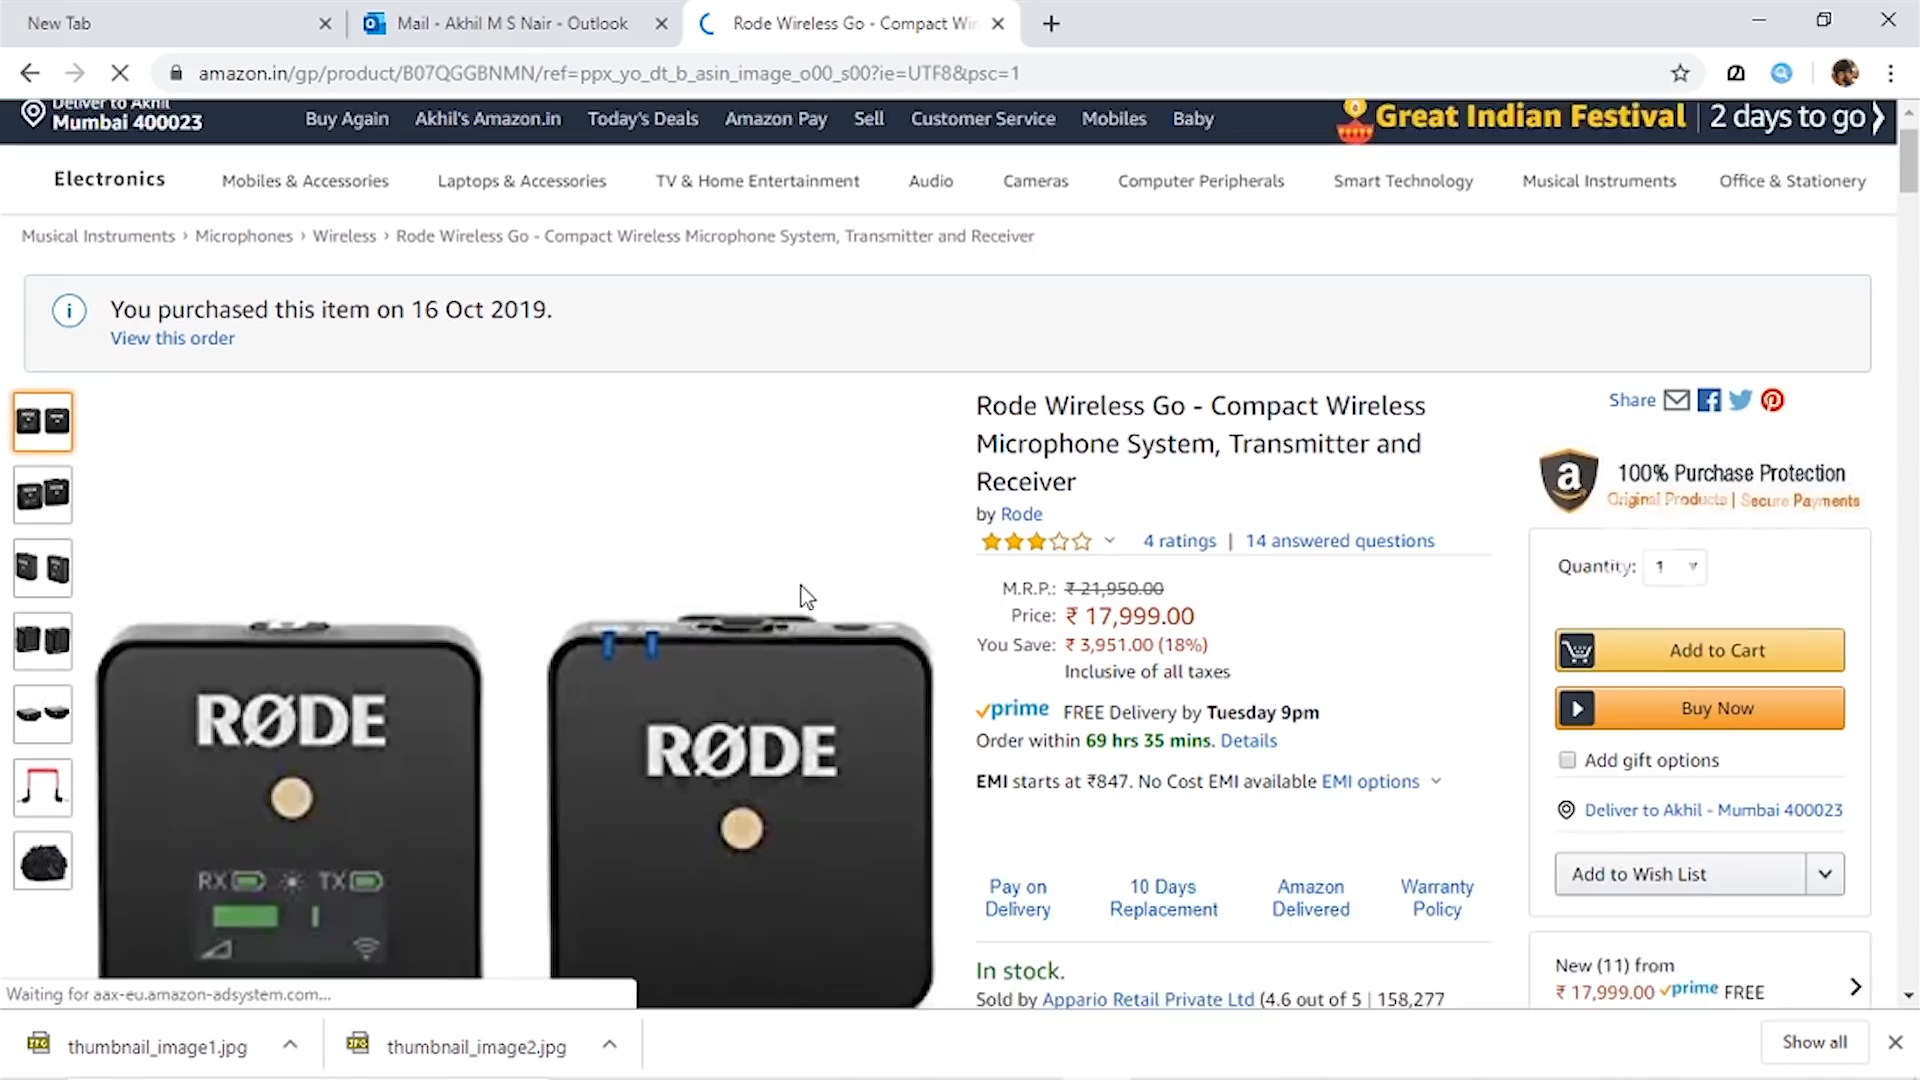 New Tab
Mail - Akhil M S Nair - Outlook
Rode Wireless Go - Compact Wir
amazon.in/gp/product/B07QGGBNMN/ref=ppx_yo_dt_b_asin_image_o00_s00?ie=UTF8&psc=1
Deliver to Akhil
Mumbai 400023
Buy Again
Akhil's Amazon.in
Today's Deals
Amazon Pay
Sell
Customer Service
Mobiles
Baby
Great Indian Festival
2 days to go
Electronics
Mobiles & Accessories
Laptops & Accessories
TV & Home Entertainment
Audio
Cameras
Computer Peripherals
Smart Technology
Musical Instruments
Office & Stationery
Musical Instruments › Microphones › Wireless › Rode Wireless Go - Compact Wireless Microphone System, Transmitter and Receiver
You purchased this item on 16 Oct 2019.
View this order
RØDE
RX TX
RØDE
Rode Wireless Go - Compact Wireless
Microphone System, Transmitter and
Receiver
by Rode
4 ratings | 14 answered questions
M.R.P.: ₹ 21,950.00
Price: ₹ 17,999.00
You Save: ₹ 3,951.00 (18%)
Inclusive of all taxes
prime FREE Delivery by Tuesday 9pm
Order within 69 hrs 35 mins. Details
EMI starts at ₹847. No Cost EMI available EMI options
Pay on
Delivery
10 Days
Replacement
Amazon
Delivered
Warranty
Policy
In stock.
Sold by Appario Retail Private Ltd (4.6 out of 5 | 158,277
Share
100% Purchase Protection
Original Products | Secure Payments
Quantity: 1
Add to Cart
Buy Now
Add gift options
Deliver to Akhil - Mumbai 400023
Add to Wish List
New (11) from
₹ 17,999.00 prime FREE
Waiting for aax-eu.amazon-adsystem.com...
thumbnail_image1.jpg
thumbnail_image2.jpg
Show all